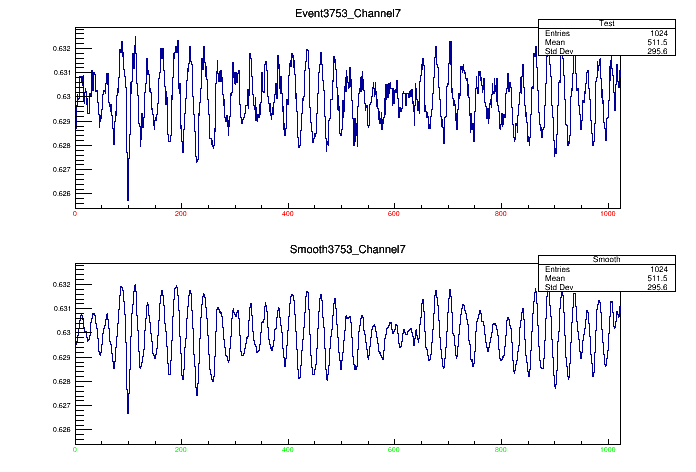 Event3753_Channel7
Test
Entries 1024
Mean 511.5
Std Dev 295.6
0.632
0.631
0.63
0.629
0.628
0.627
0.626
0 200 400 600 800 1000
Smooth3753_Channel7
Smooth
Entries 1024
Mean 511.5
Std Dev 295.6
0.632
0.631
0.63
0.629
0.628
0.627
0.626
0 200 400 600 800 1000